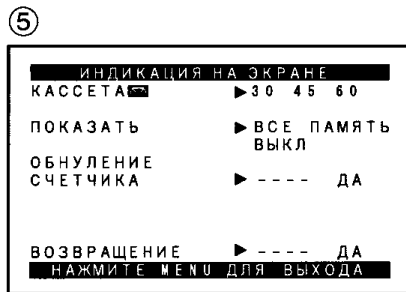 ⑤
ИНДИКАЦИЯ НА ЭКРАНЕ
КАССЕТА ▶30 45 60
ПОКАЗАТЬ ▶ВСЕ ПАМЯТЬ
ВЫКЛ
ОБНУЛЕНИЕ
СЧЕТЧИКА ▶---- ДА
ВОЗВРАЩЕНИЕ ▶---- ДА
НАЖМИТЕ MENU ДЛЯ ВЫХОДА